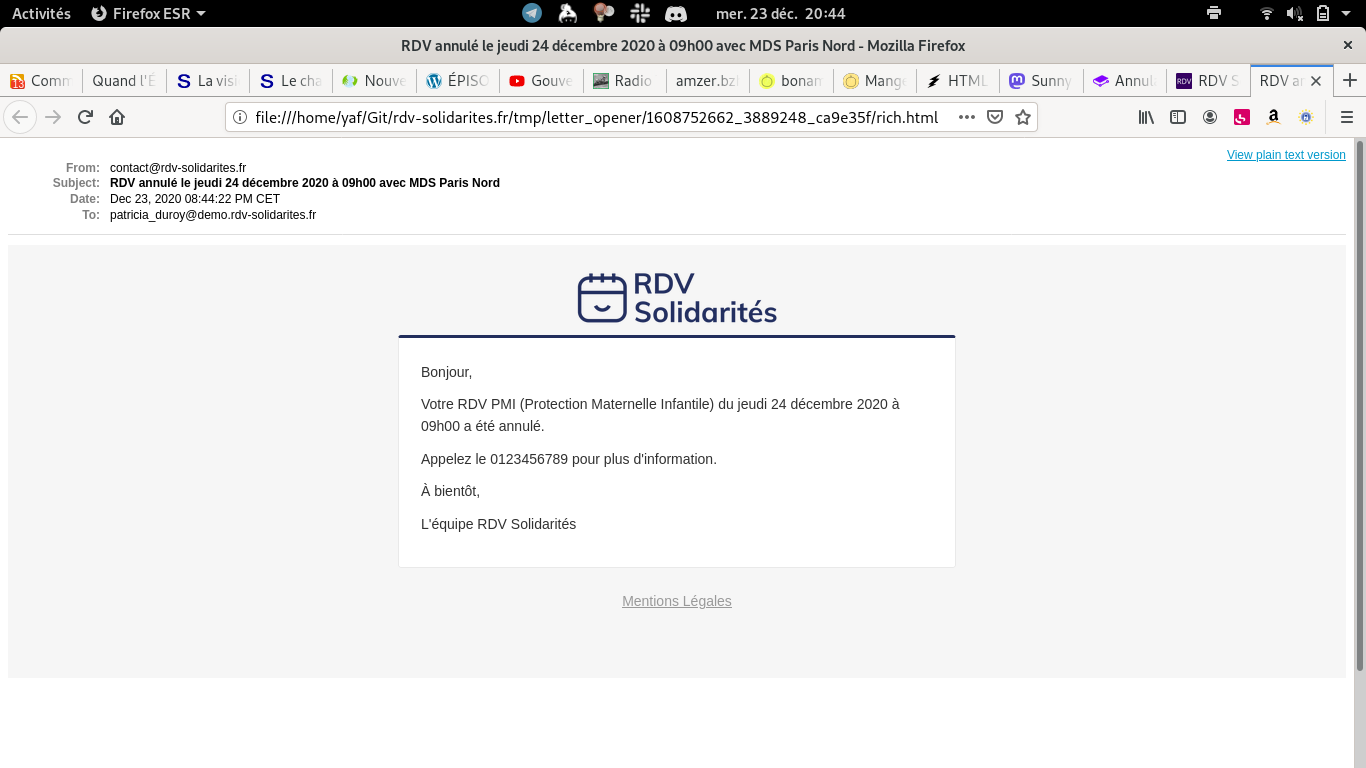 Activités Firefox ESR mer. 23 déc. 20:44
RDV annulé le jeudi 24 décembre 2020 à 09h00 avec MDS Paris Nord - Mozilla Firefox
Comm Quand l'É La visi Le cha Nouve ÉPISO Gouve Radio amzer.bzh bonam Mange HTML Sunny Annula RDV S RDV an
file:///home/yaf/Git/rdv-solidarites.fr/tmp/letter_opener/1608752662_3889248_ca9e35f/rich.html
View plain text version
From: contact@rdv-solidarites.fr
Subject: RDV annulé le jeudi 24 décembre 2020 à 09h00 avec MDS Paris Nord
Date: Dec 23, 2020 08:44:22 PM CET
To: patricia_duroy@demo.rdv-solidarites.fr
RDV
Solidarités
Bonjour,
Votre RDV PMI (Protection Maternelle Infantile) du jeudi 24 décembre 2020 à
09h00 a été annulé.
Appelez le 0123456789 pour plus d'information.
À bientôt,
L'équipe RDV Solidarités
Mentions Légales